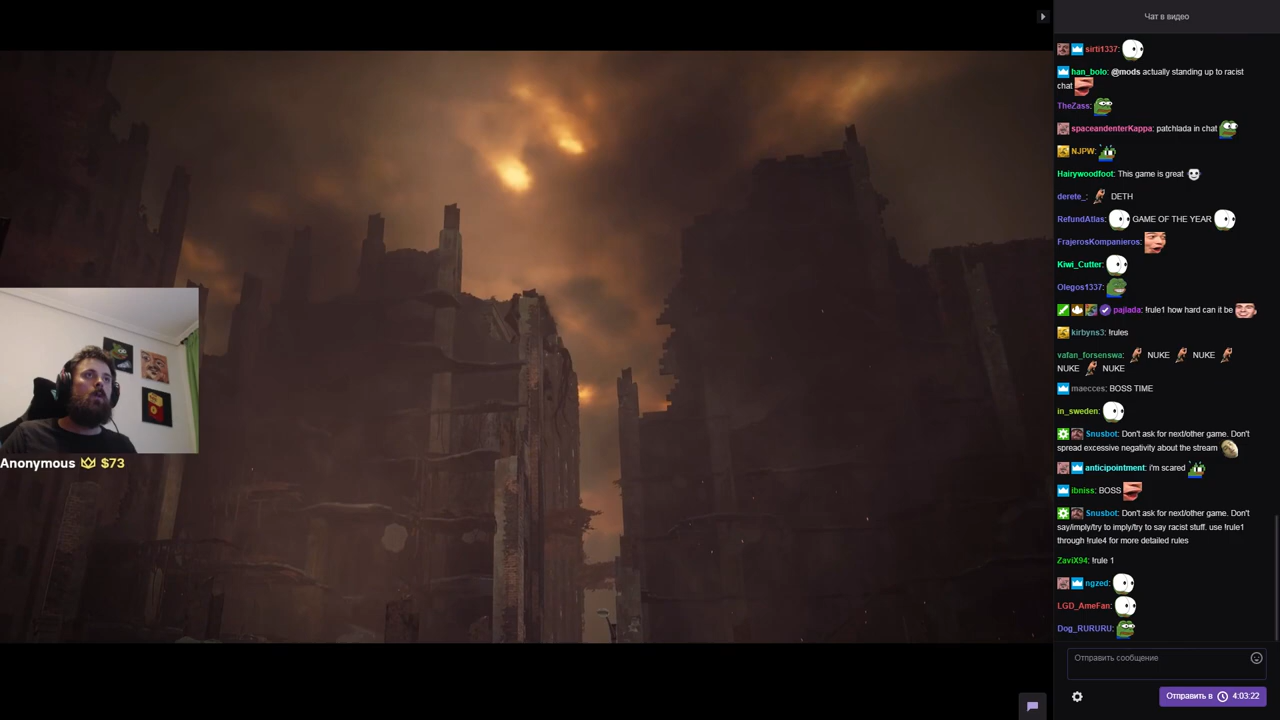 Чат в видео
sirti1337:
han_bolo: @mods actually standing up to racist
chat
TheZass:
spaceandenterKappa: patchlada in chat
NJPW:
Hairywoodfoot: This game is great
derete_: DETH
RefundAtlas: GAME OF THE YEAR
FrajerosKompanieros:
Kiwi_Cutter:
Olegos1337:
pajlada: !rule1 how hard can it be
kirbyns3: !rules
vafan_forsenswa: NUKE NUKE
NUKE NUKE
maecces: BOSS TIME
in_sweden:
Snusbot: Don't ask for next/other game. Don't
spread excessive negativity about the stream
anticipointment: i'm scared
ibniss: BOSS
Snusbot: Don't ask for next/other game. Don't
say/imply/try to imply/try to say racist stuff. use !rule1
through !rule4 for more detailed rules
ZaviX94: !rule 1
ngzed:
LGD_AmeFan:
Dog_RURURU:
Отправить сообщение
Отправить в 4:03:22
Anonymous $73